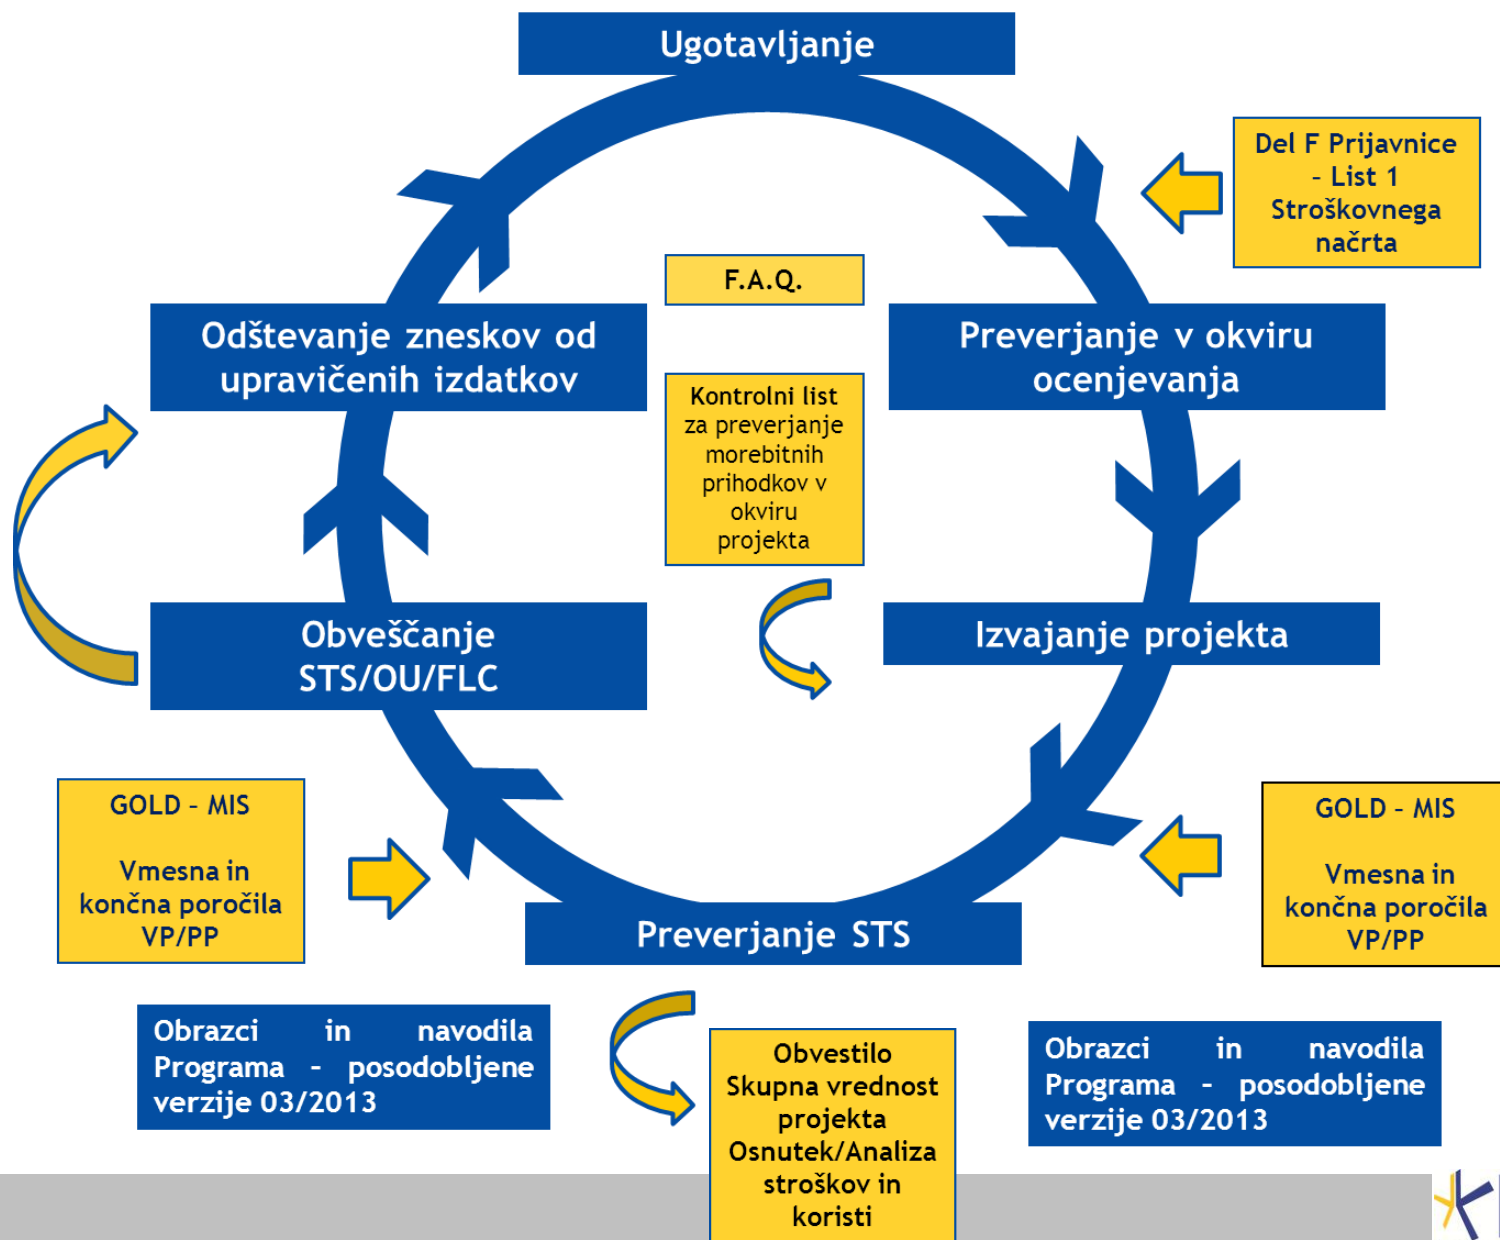 Ugotavljanje
Del F Prijavnice
– List 1
Stroškovnega
načrta
F.A.Q.
Odštevanje zneskov od
upravičenih izdatkov
Preverjanje v okviru
ocenjevanja
Kontrolni list
za preverjanje
morebitnih
prihodkov v
okviru
projekta
Obveščanje
STS/OU/FLC
Izvajanje projekta
GOLD – MIS
Vmesna in
končna poročila
VP/PP
GOLD – MIS
Vmesna in
končna poročila
VP/PP
Preverjanje STS
Obrazci in navodila
Programa – posodobljene
verzije 03/2013
Obvestilo
Skupna vrednost
projekta
Osnutek/Analiza
stroškov in
koristi
Obrazci in navodila
Programa – posodobljene
verzije 03/2013